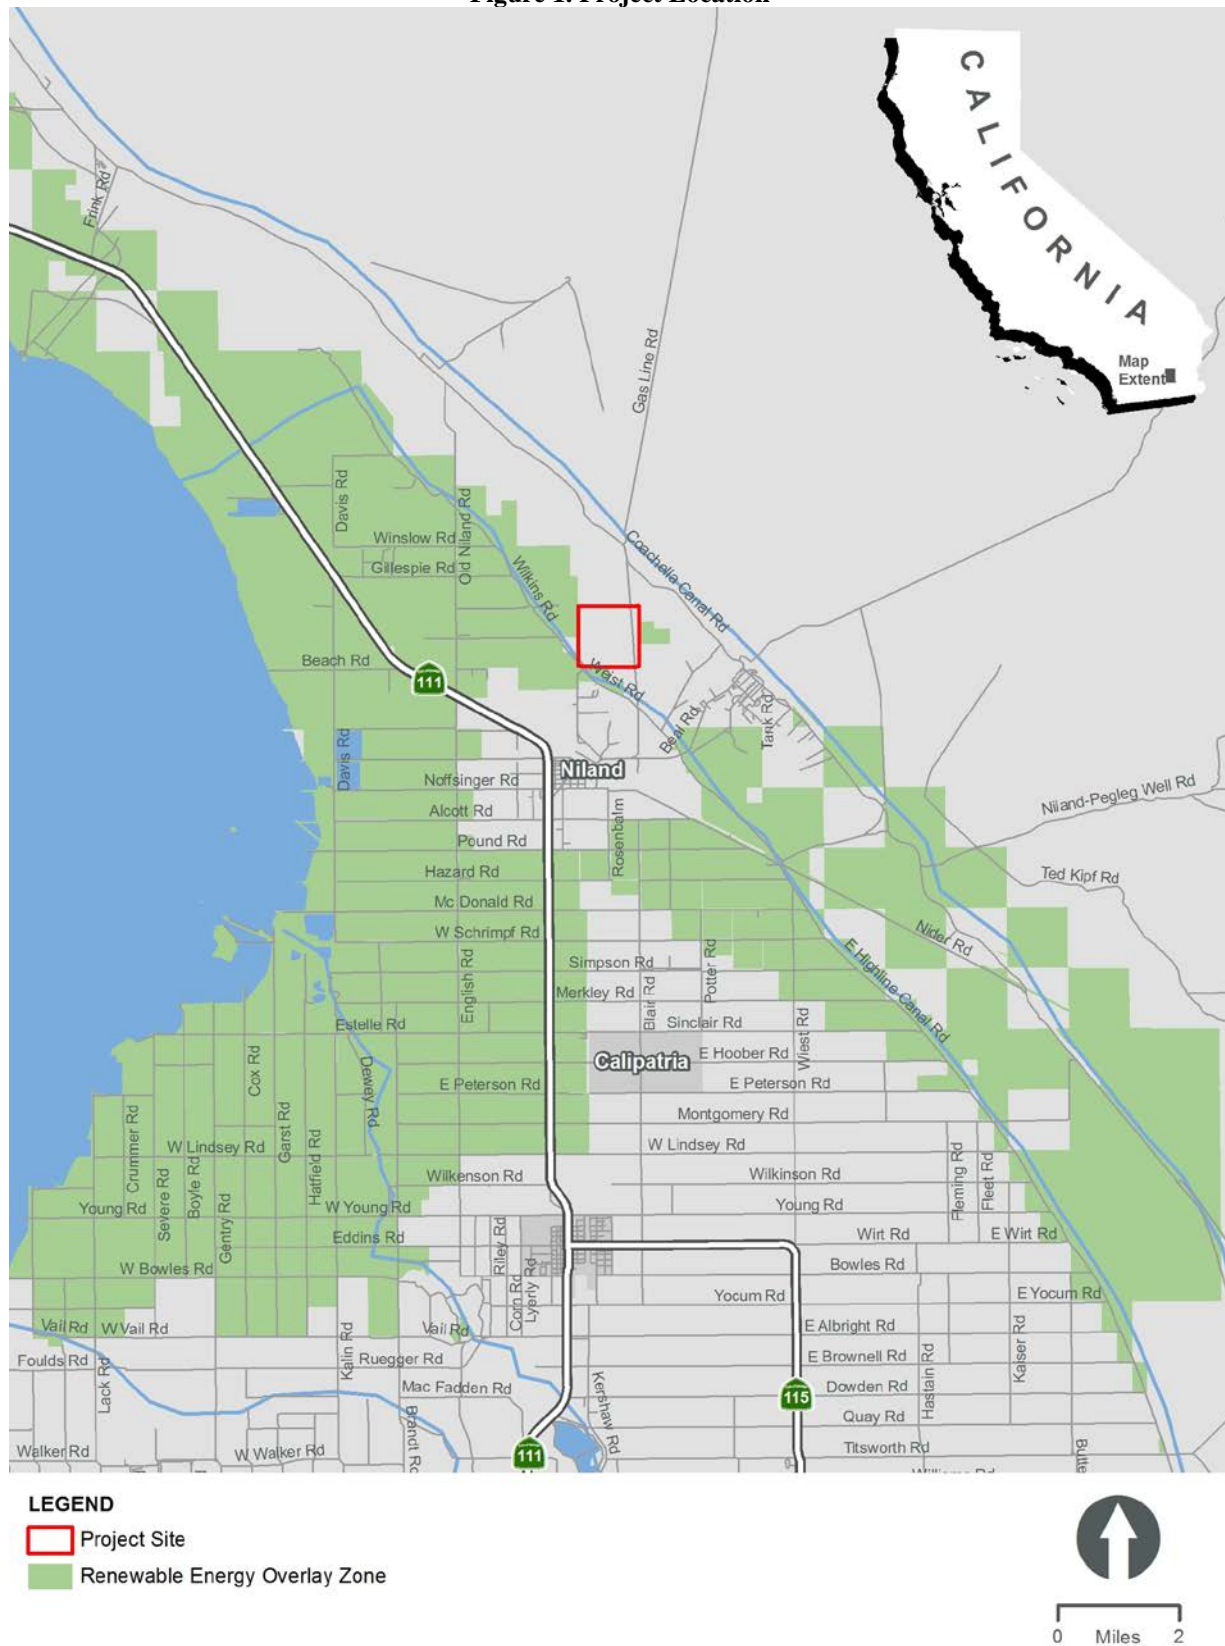 Figure 1. Project Location
CALIFORNIA
Map
Extent
Frink Rd
Gas Line Rd
Davis Rd
Old Niland Rd
Winslow Rd
Gillespie Rd
Wilkins Rd
Coachella Canal Rd
Beach Rd
111
Weist Rd
Beal Rd
Tank Rd
Davis Rd
Niland
Noffsinger Rd
Niland-Pegleg Well Rd
Alcott Rd
Rosenbalm
Pound Rd
Hazard Rd
Ted Kipf Rd
Mc Donald Rd
W Schrimpf Rd
Nider Rd
English Rd
Simpson Rd
Potter Rd
E Highline Canal Rd
Merkley Rd
Blair Rd
Estelle Rd
Sinclair Rd
Wiest Rd
Cox Rd
Dewey Rd
Calipatria
E Hoober Rd
E Peterson Rd
E Peterson Rd
Crummer Rd
Garst Rd
Montgomery Rd
W Lindsey Rd
W Lindsey Rd
Severe Rd
Boyle Rd
Hatfield Rd
Wilkenson Rd
Wilkinson Rd
Fleming Rd
Fleet Rd
Young Rd
Gentry Rd
W Young Rd
Young Rd
Eddins Rd
Riley Rd
Wirt Rd
E Wirt Rd
W Bowles Rd
Bowles Rd
Corn Rd
Lyerly Rd
Yocum Rd
E Yocum Rd
Vail Rd
W Vail Rd
Vail Rd
E Albright Rd
Kalin Rd
Kaiser Rd
Foulds Rd
Ruegger Rd
E Brownell Rd
Lack Rd
Mac Fadden Rd
Kershaw Rd
115
Dowden Rd
Hastain Rd
Brandt Rd
Quay Rd
Walker Rd
W Walker Rd
111
Titsworth Rd
Butte
LEGEND
Project Site
Renewable Energy Overlay Zone
0 Miles 2